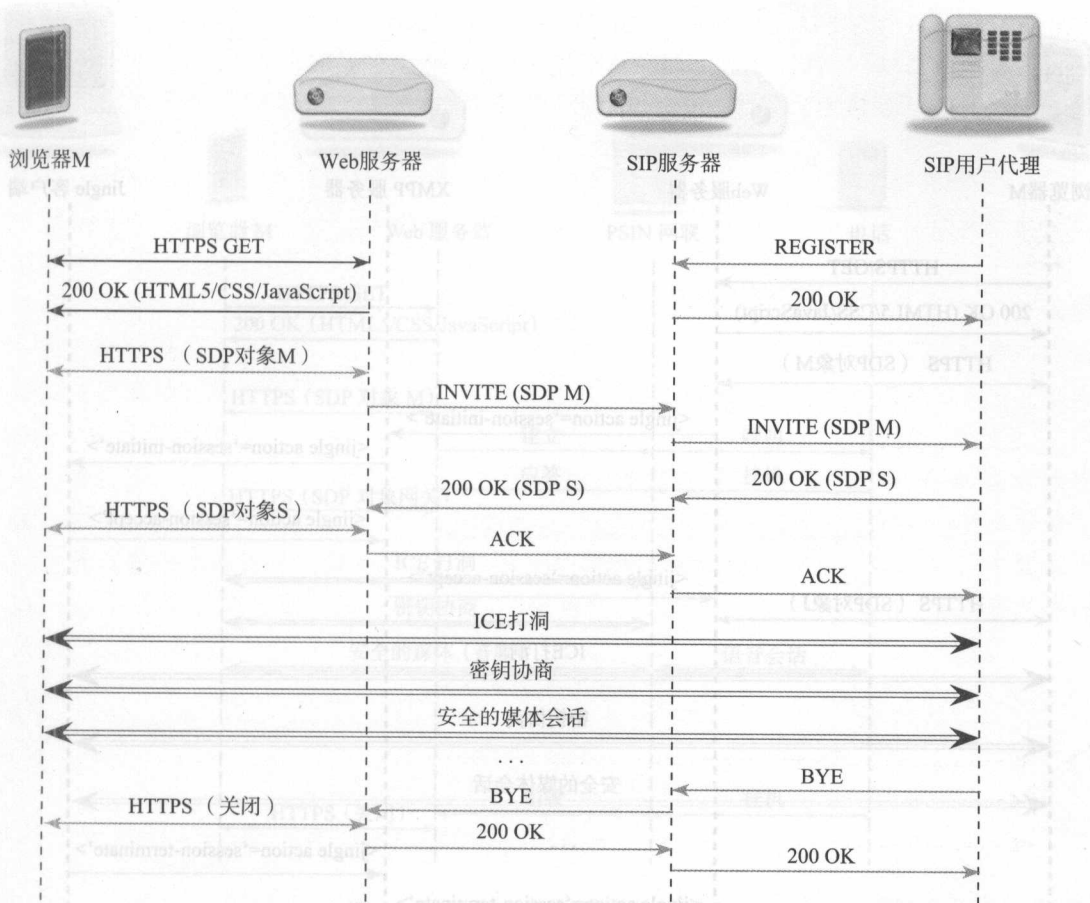 浏览器M
Web服务器
SIP服务器
SIP用户代理
HTTPS GET
REGISTER
200 OK (HTML5/CSS/JavaScript)
200 OK
HTTPS （ SDP对象M ）
INVITE (SDP M)
INVITE (SDP M)
200 OK (SDP S)
200 OK (SDP S)
HTTPS （ SDP对象S ）
ACK
ACK
ICE打洞
密钥协商
安全的媒体会话
...
BYE
BYE
HTTPS （ 关闭 ）
200 OK
200 OK